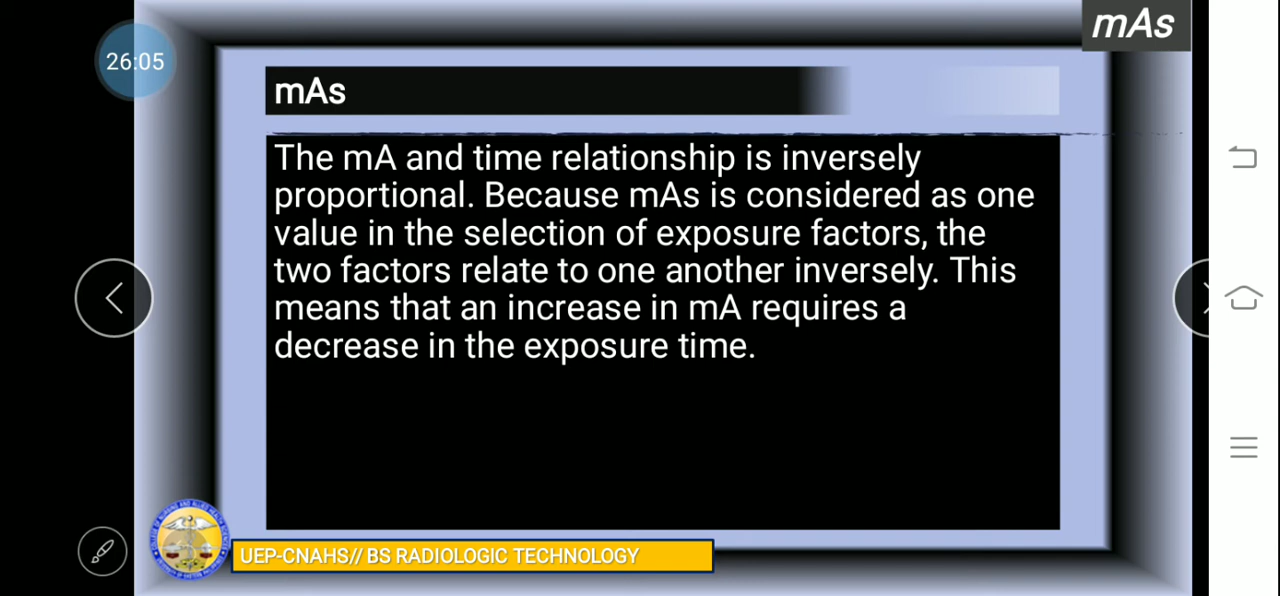 mAs
26:05
mAs
The mA and time relationship is inversely
proportional. Because mAs is considered as one
value in the selection of exposure factors, the
two factors relate to one another inversely. This
means that an increase in mA requires a
decrease in the exposure time.
UEP-CNAHS// BS RADIOLOGIC TECHNOLOGY